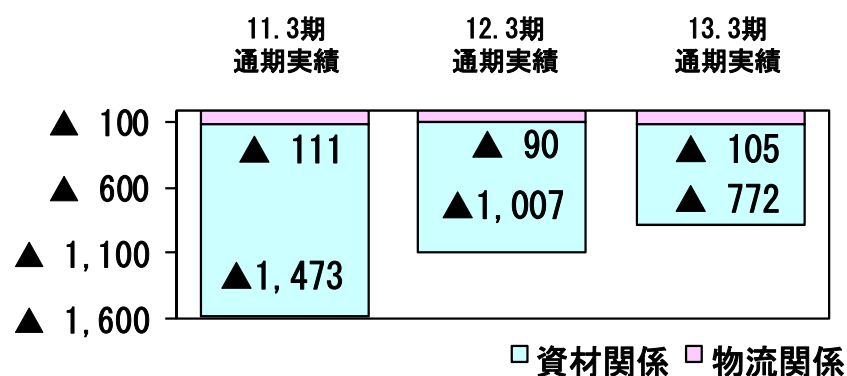 11.3期 12.3期 13.3期
通期実績 通期実績 通期実績
▲ 100
▲ 600
▲ 1,100
▲ 1,600
▲ 111 ▲ 90 ▲ 105
▲1,473 ▲1,007 ▲ 772
資材関係 物流関係